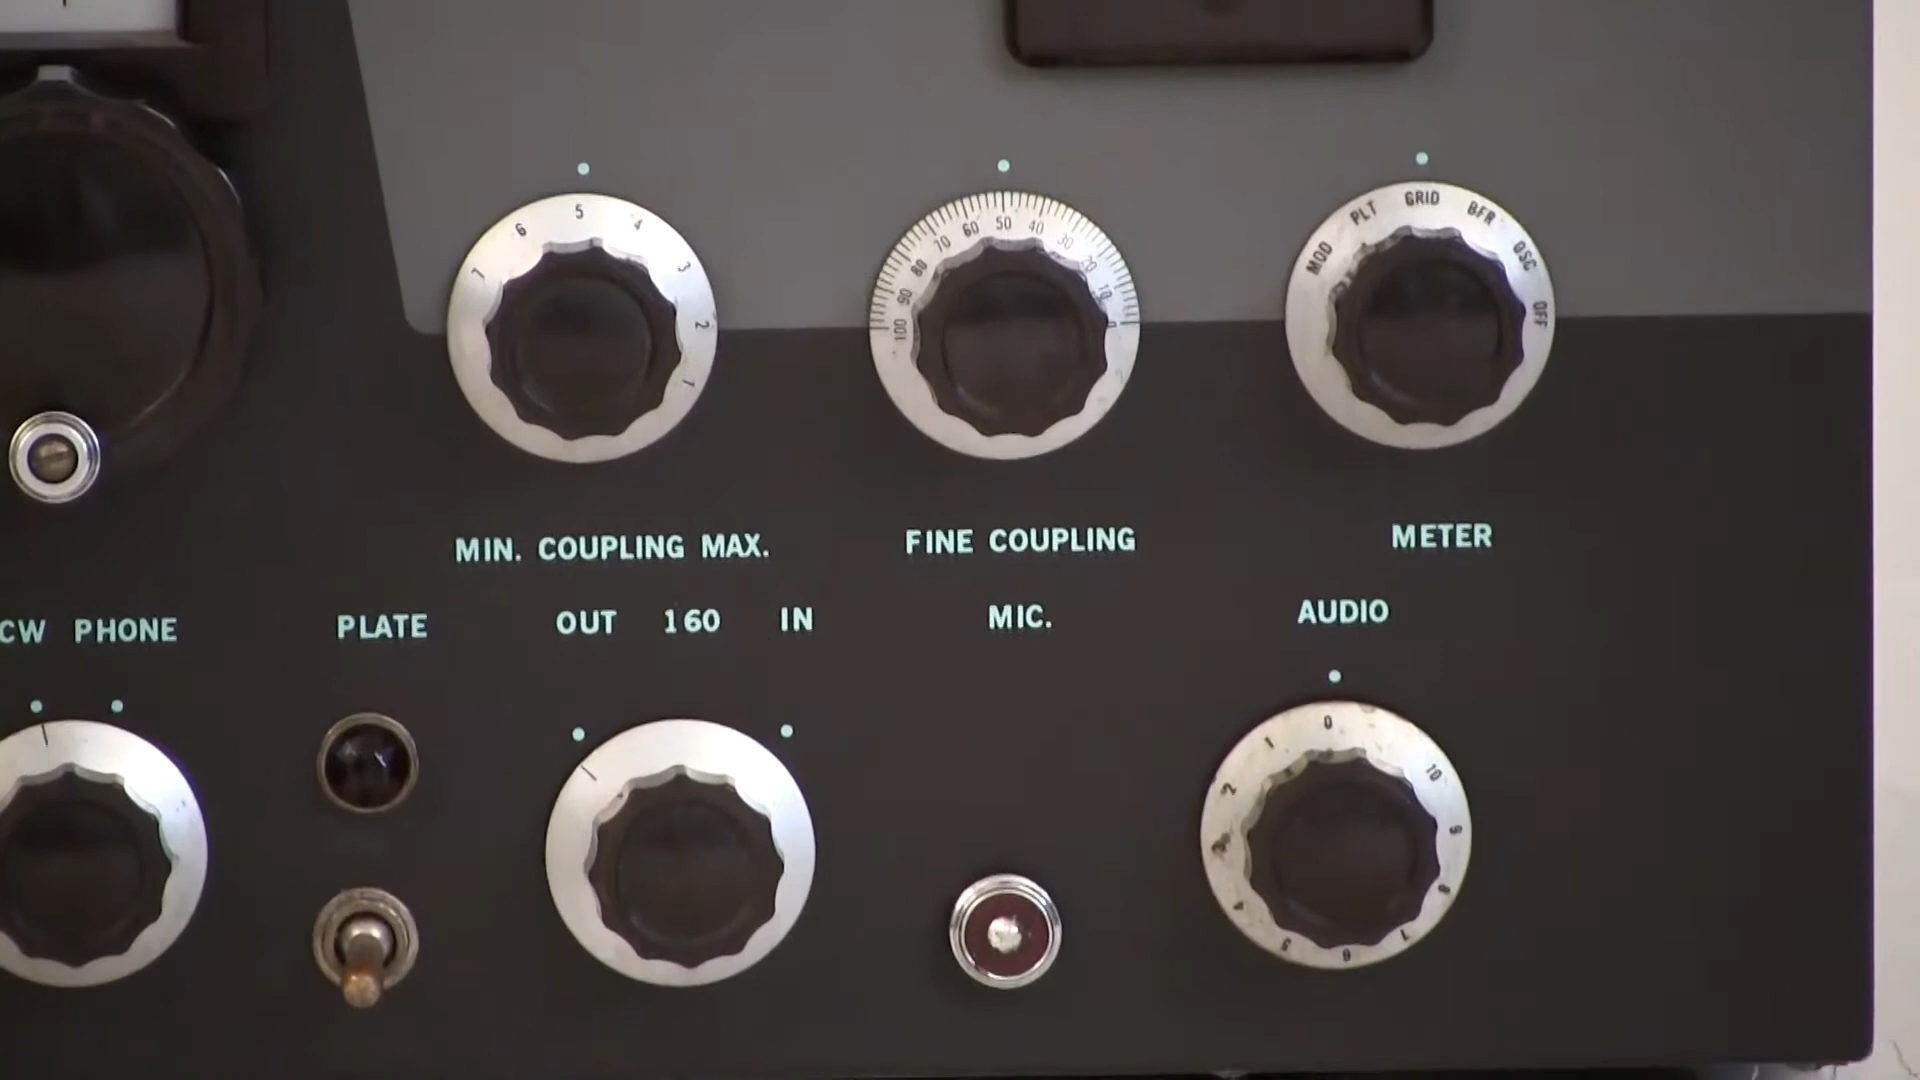 7 6 5 4 3 2 1
100 90 80 70 60 50 40 30 20 10 0
MOD PLT GRID BFR OSC OFF
MIN. COUPLING MAX.
FINE COUPLING
METER
CW PHONE
PLATE
OUT 160 IN
MIC.
AUDIO
0 10 9 8 7 6 5 4 2 1